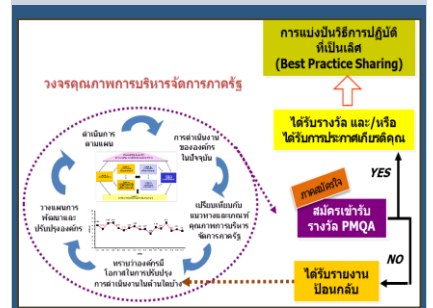 การแบ่งปันวิธีการปฏิบัติ
ที่เป็นเลิศ
(Best Practice Sharing)
วงจรคุณภาพการบริหารจัดการภาครัฐ
ได้รับรางวัล และ/หรือ
ได้รับการประกาศเกียรติคุณ
ดำเนินการ
ตามแผน
การดำเนินงาน
ขององค์กร
ในปัจจุบัน
YES
ภาคสมัครใจ
สมัครเข้ารับ
รางวัล PMQA
วางแผนการ
พัฒนาและ
ปรับปรุงองค์กร
เปรียบเทียบกับ
แนวทางและเกณฑ์
คุณภาพการบริหาร
จัดการภาครัฐ
NO
ทราบว่าองค์กรมี
โอกาสในการปรับปรุง
การดำเนินงานในด้านใดบ้าง
ได้รับรายงาน
ป้อนกลับ